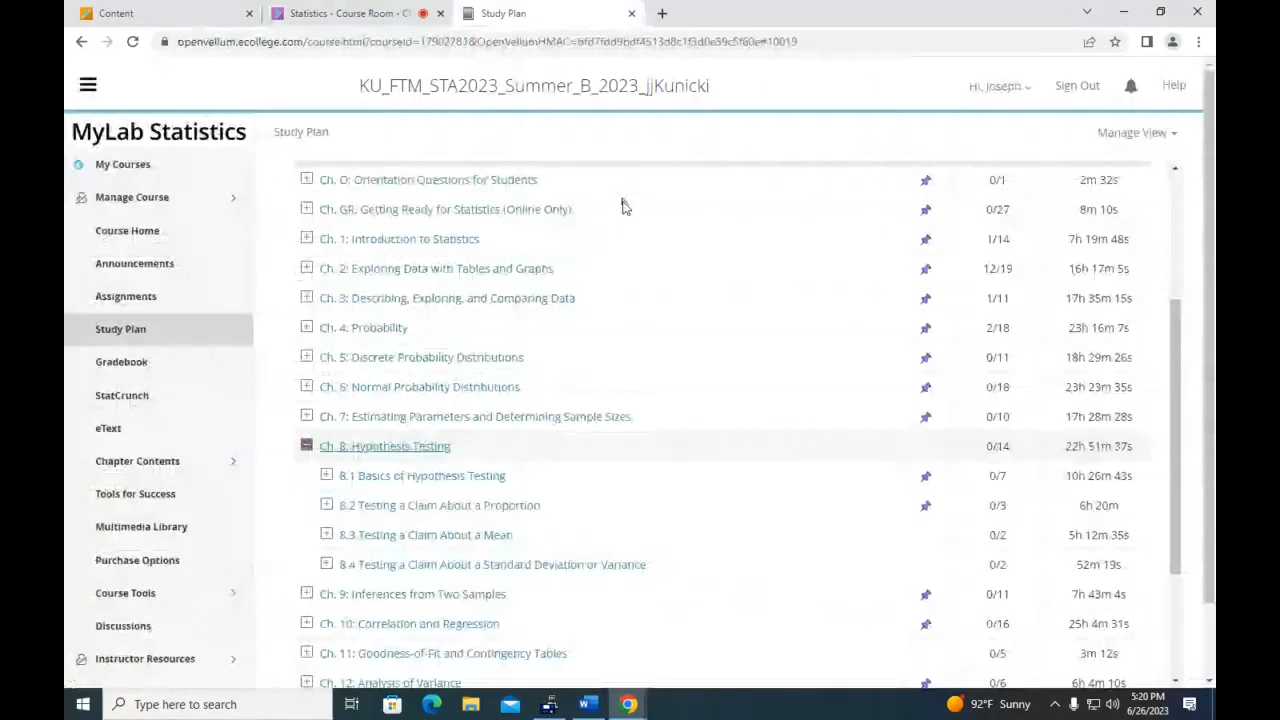 Content
Statistics - Course Room - Cl
Study Plan
KU_FTM_STA2023_Summer_B_2023_jjKunicki
Hi, Joseph
Sign Out
Help
MyLab Statistics
Study Plan
Manage View
My Courses
Manage Course
Course Home
Announcements
Assignments
Study Plan
Gradebook
StatCrunch
eText
Chapter Contents
Tools for Success
Multimedia Library
Purchase Options
Course Tools
Discussions
Instructor Resources
Ch. O: Orientation Questions for Students 0/1 2m 32s
Ch. GR: Getting Ready for Statistics (Online Only) 0/27 8m 10s
Ch. 1: Introduction to Statistics 1/14 7h 19m 48s
Ch. 2: Exploring Data with Tables and Graphs 12/19 16h 17m 5s
Ch. 3: Describing, Exploring, and Comparing Data 1/11 17h 35m 15s
Ch. 4: Probability 2/18 23h 16m 7s
Ch. 5: Discrete Probability Distributions 0/11 18h 29m 26s
Ch. 6: Normal Probability Distributions 0/18 23h 23m 35s
Ch. 7: Estimating Parameters and Determining Sample Sizes 0/10 17h 28m 28s
Ch. 8: Hypothesis Testing 0/14 22h 51m 37s
8.1 Basics of Hypothesis Testing 0/7 10h 26m 43s
8.2 Testing a Claim About a Proportion 0/3 6h 20m
8.3 Testing a Claim About a Mean 0/2 5h 12m 35s
8.4 Testing a Claim About a Standard Deviation or Variance 0/2 52m 19s
Ch. 9: Inferences from Two Samples 0/11 7h 43m 4s
Ch. 10: Correlation and Regression 0/16 25h 4m 31s
Ch. 11: Goodness-of-Fit and Contingency Tables 0/5 3m 12s
Ch. 12: Analysis of Variance 0/6 6h 4m 10s
Type here to search
92°F Sunny
5:20 PM
6/26/2023